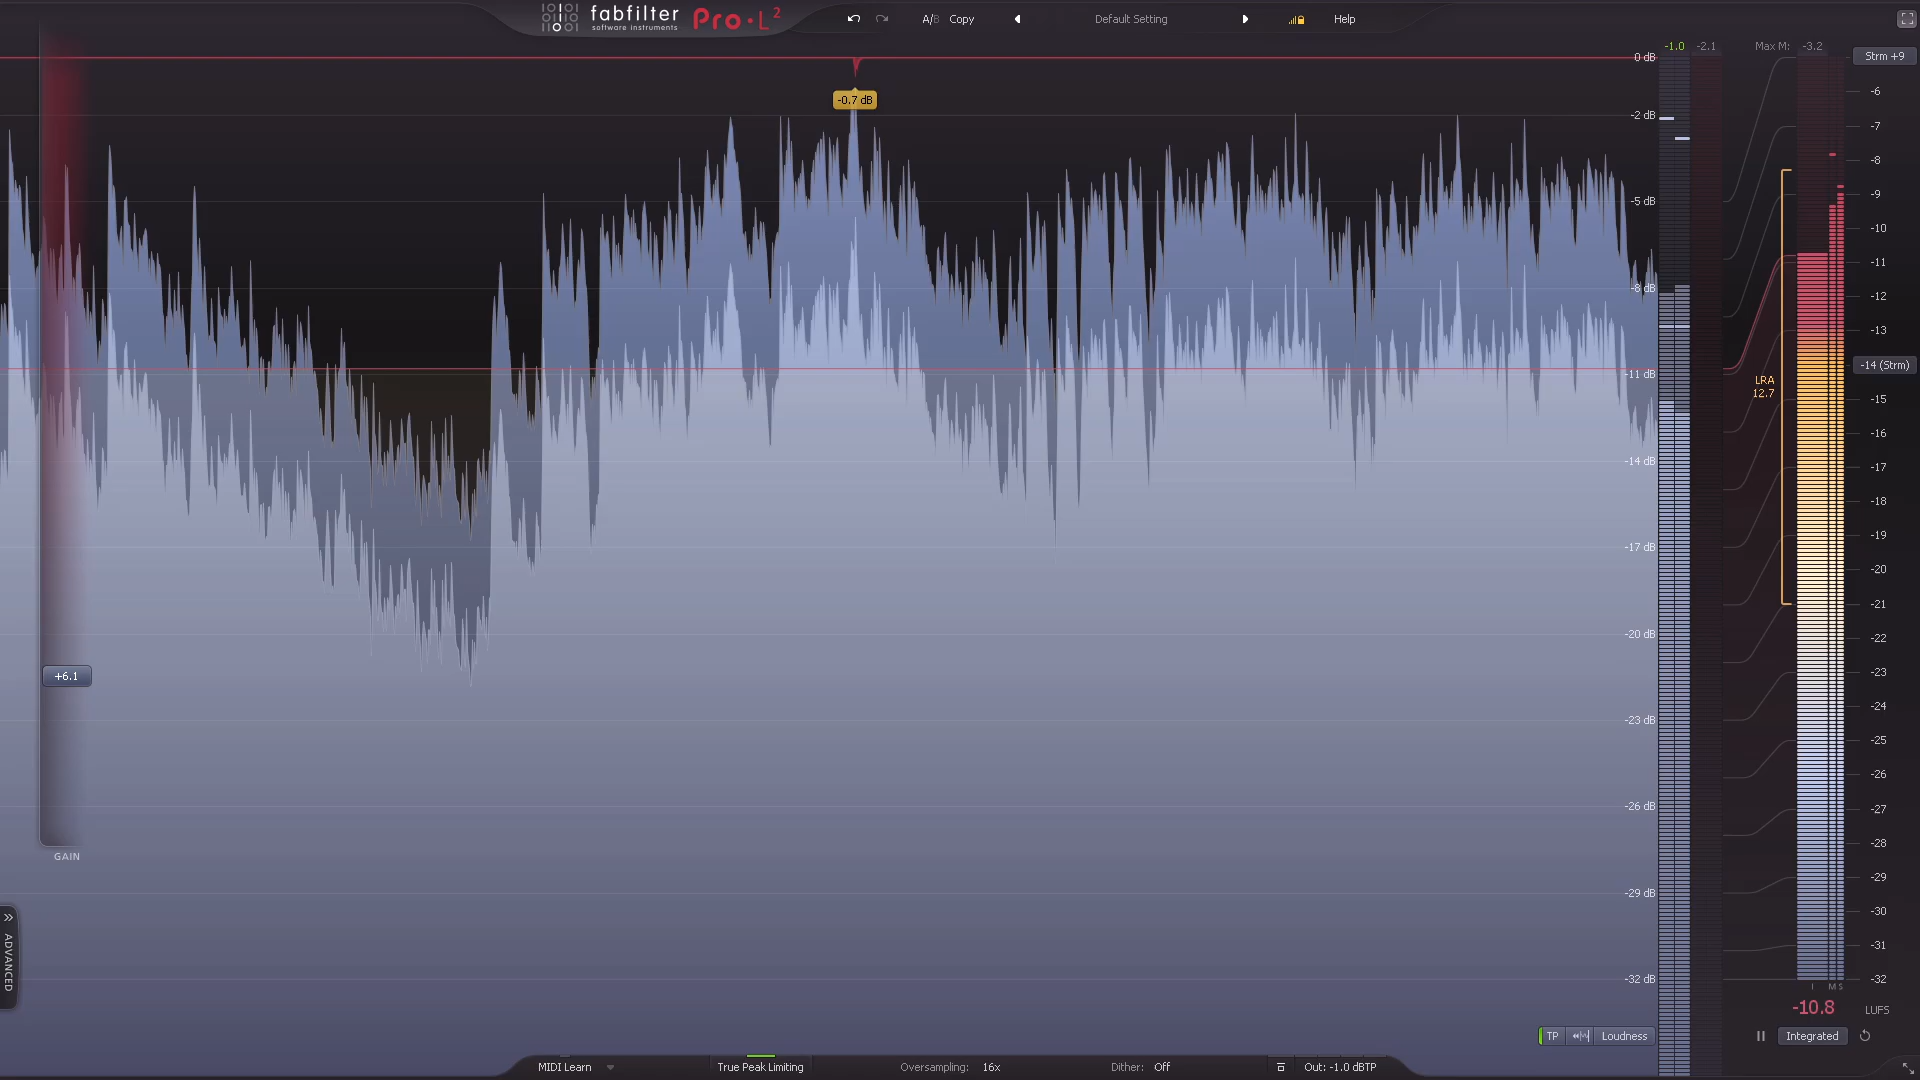 fabfilter
software instruments
Pro·L 2
A/B Copy
Default Setting
Help
-1.0 -2.1
Max M: -3.2
Strm +9
0 dB
-0.7 dB
-2 dB
-5 dB
-8 dB
-11 dB
-14 dB
-17 dB
-20 dB
-23 dB
-26 dB
-29 dB
-32 dB
+6.1
GAIN
ADVANCED
LRA
12.7
-6
-7
-8
-9
-10
-11
-12
-13
-14 (Strm)
-15
-16
-17
-18
-19
-20
-21
-22
-23
-24
-25
-26
-27
-28
-29
-30
-31
-32
I M S
-10.8 LUFS
TP Loudness
Integrated
MIDI Learn
True Peak Limiting
Oversampling: 16x
Dither: Off
Out: -1.0 dBTP